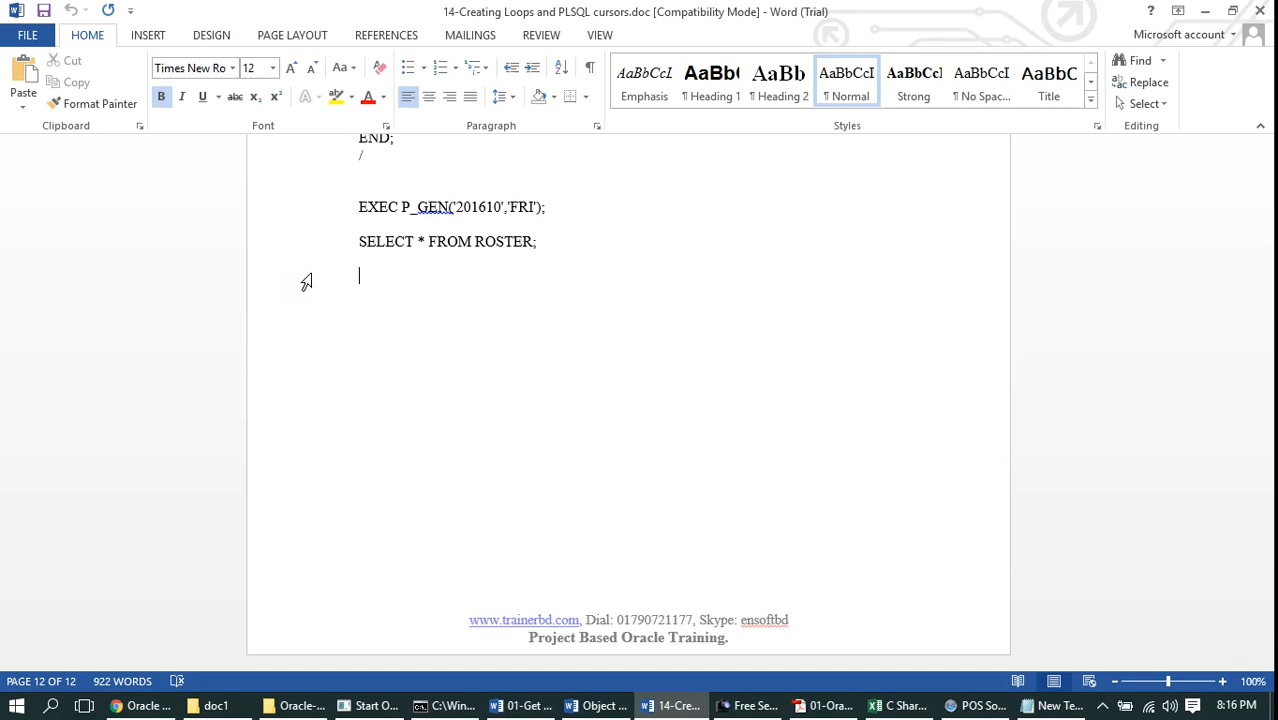 14-Creating Loops and PLSQL cursors.doc [Compatibility Mode] - Word (Trial)
FILE HOME INSERT DESIGN PAGE LAYOUT REFERENCES MAILINGS REVIEW VIEW Microsoft account
Paste Cut Copy Format Painter
Times New Ro 12 Aa
B I U abc x₂ x² A A
AaBbCcI AaBb( AaBb AaBbCcI AaBbCcl AaBbCcI AaBbC
Emphasis ¶ Heading 1 ¶ Heading 2 ¶ Normal Strong ¶ No Spac... Title
Find Replace Select
Clipboard Font Paragraph Styles Editing
END;
/
EXEC P_GEN('201610','FRI');
SELECT * FROM ROSTER;
www.trainerbd.com, Dial: 01790721177, Skype: ensoftbd
Project Based Oracle Training.
PAGE 12 OF 12 922 WORDS 100%
Oracle ... doc1 Oracle-... Start O... C:\Win... 01-Get ... Object ... 14-Cre... Free Se... 01-Ora... C Shar... POS So... New Te... 8:16 PM